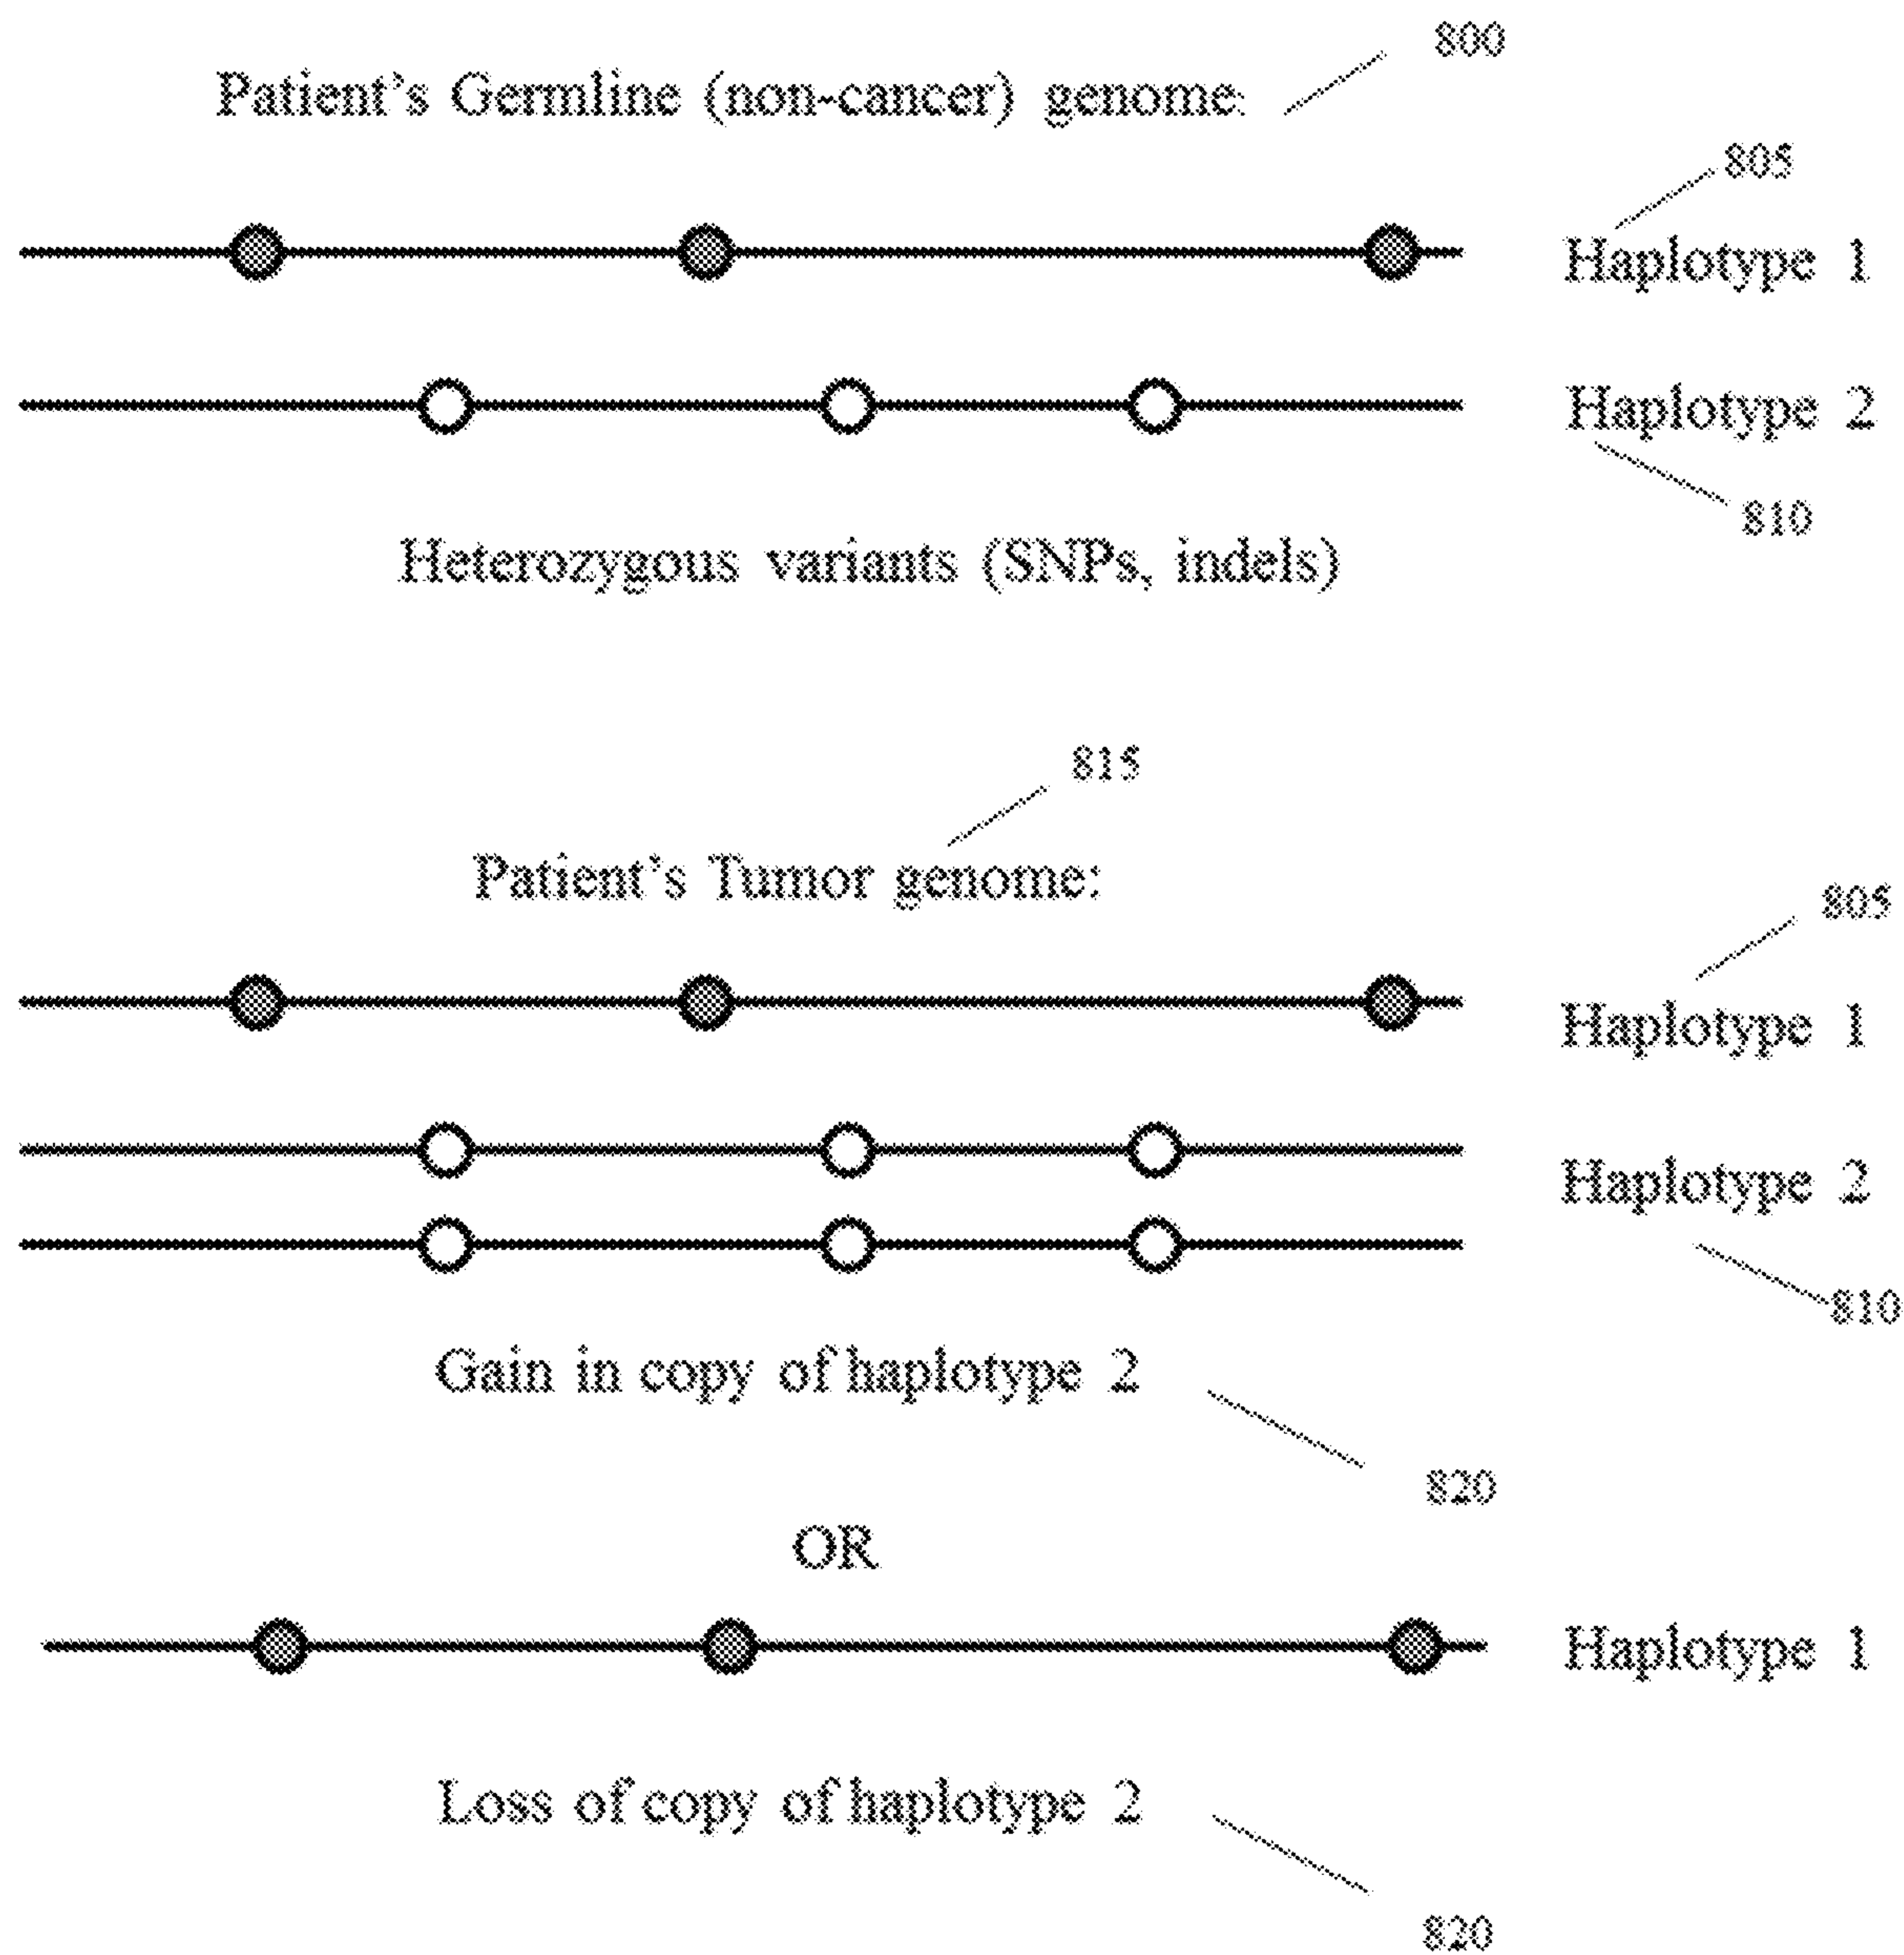 800
Patient's Germline (non-cancer) genome:
805
Haplotype 1
Haplotype 2
810
Heterozygous variants (SNPs, indels)
815
Patient's Tumor genome:
805
Haplotype 1
Haplotype 2
810
Gain in copy of haplotype 2
820
OR
Haplotype 1
Loss of copy of haplotype 2
820